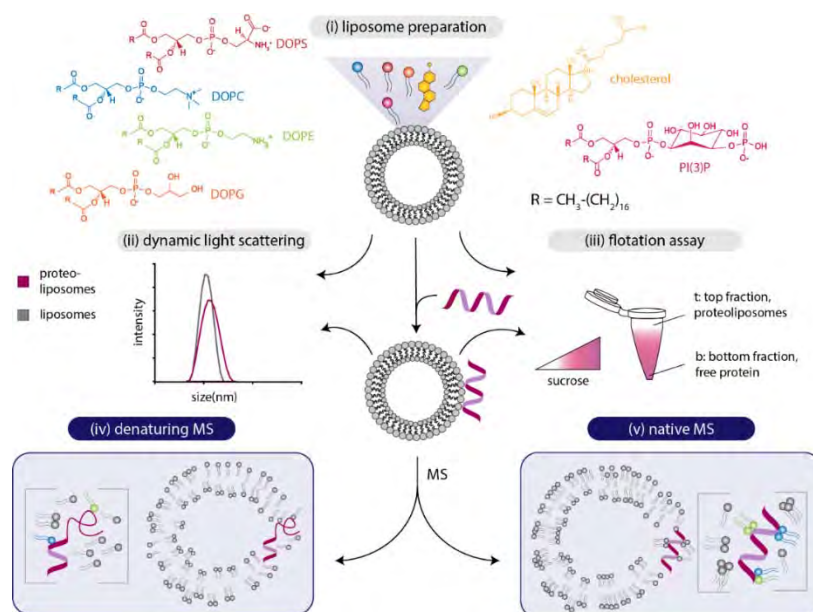 (i) liposome preparation
DOPS
DOPC
DOPE
DOPG
cholesterol
PI(3)P
R = CH3-(CH2)16
(ii) dynamic light scattering
(iii) flotation assay
proteo-
liposomes
liposomes
intensity
size(nm)
t: top fraction,
proteoliposomes
b: bottom fraction,
free protein
sucrose
(iv) denaturing MS
(v) native MS
MS